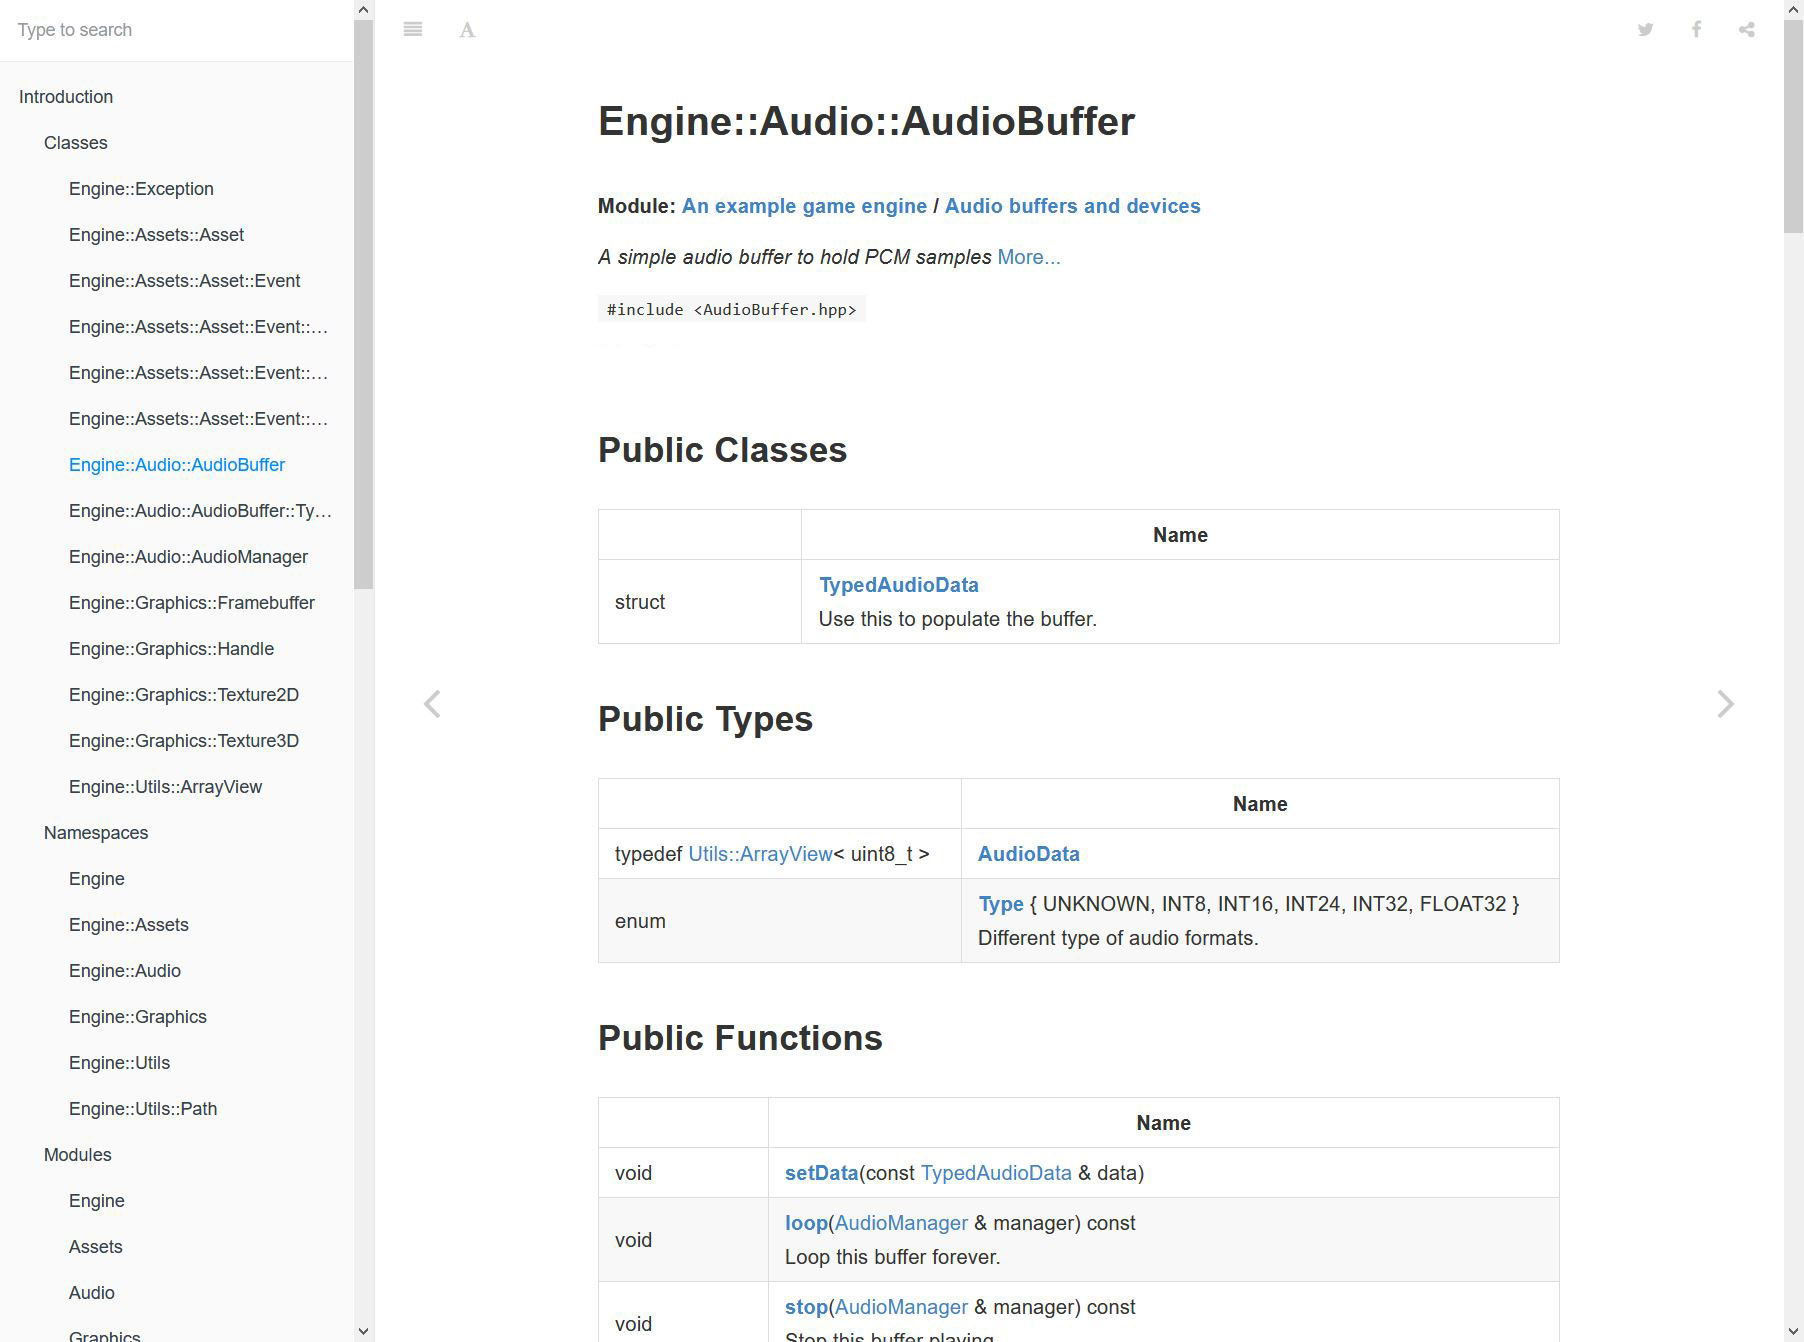 Type to search
Introduction
Classes
Engine::Exception
Engine::Assets::Asset
Engine::Assets::Asset::Event
Engine::Assets::Asset::Event::...
Engine::Assets::Asset::Event::...
Engine::Assets::Asset::Event::...
Engine::Audio::AudioBuffer
Engine::Audio::AudioBuffer::Ty...
Engine::Audio::AudioManager
Engine::Graphics::Framebuffer
Engine::Graphics::Handle
Engine::Graphics::Texture2D
Engine::Graphics::Texture3D
Engine::Utils::ArrayView
Namespaces
Engine
Engine::Assets
Engine::Audio
Engine::Graphics
Engine::Utils
Engine::Utils::Path
Modules
Engine
Assets
Audio
Graphics
A
Engine::Audio::AudioBuffer
Module: An example game engine / Audio buffers and devices
A simple audio buffer to hold PCM samples More...
#include <AudioBuffer.hpp>
Public Classes
Name
struct
TypedAudioData
Use this to populate the buffer.
Public Types
Name
typedef Utils::ArrayView< uint8_t >
AudioData
enum
Type { UNKNOWN, INT8, INT16, INT24, INT32, FLOAT32 }
Different type of audio formats.
Public Functions
Name
void
setData(const TypedAudioData & data)
void
loop(AudioManager & manager) const
Loop this buffer forever.
void
stop(AudioManager & manager) const
Stop this buffer playing.